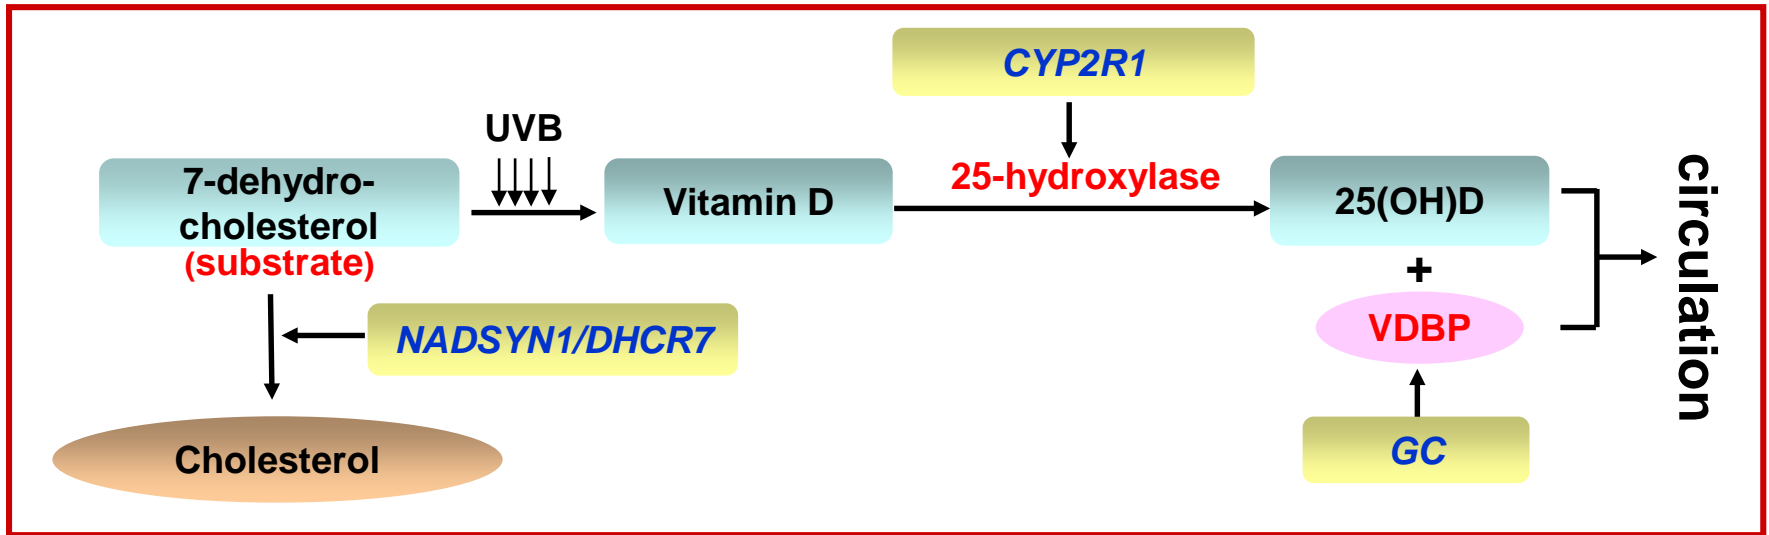 CYP2R1
UVB
7-dehydro-
cholesterol
(substrate)
Vitamin D
25-hydroxylase
25(OH)D
+
VDBP
circulation
NADSYN1/DHCR7
Cholesterol
GC